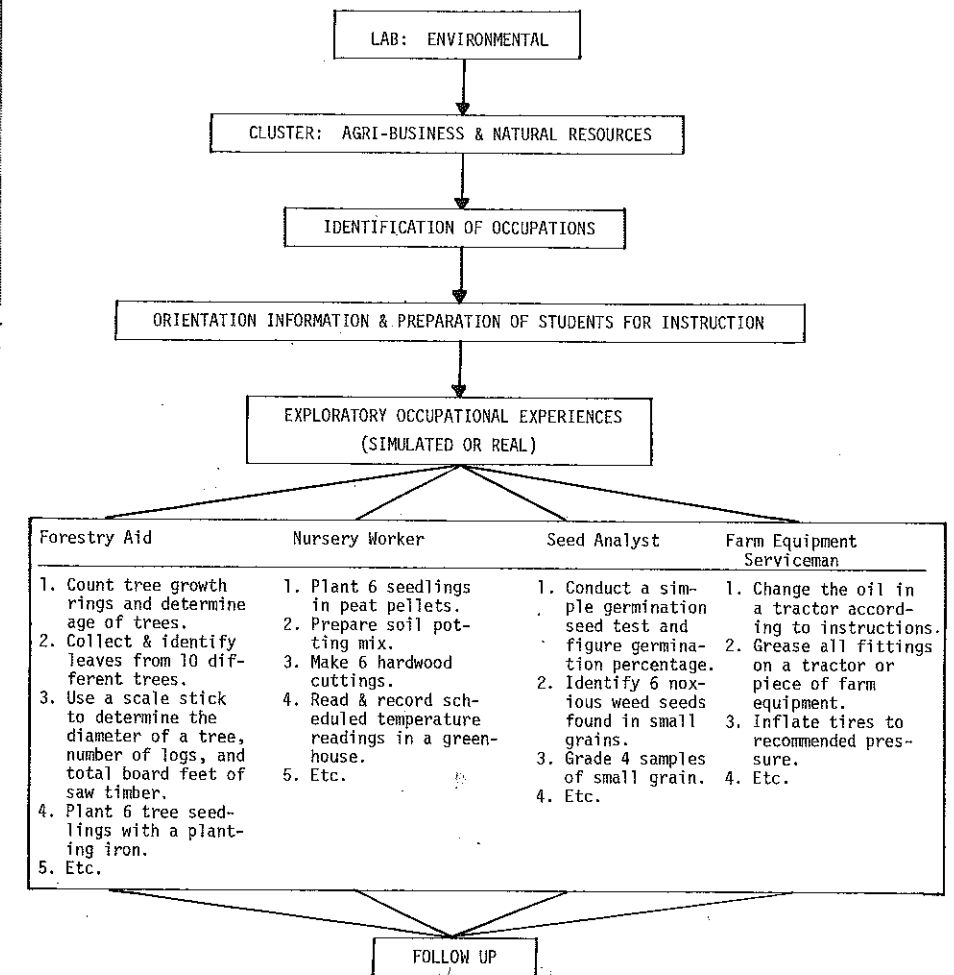 LAB: ENVIRONMENTAL
CLUSTER: AGRI-BUSINESS & NATURAL RESOURCES
IDENTIFICATION OF OCCUPATIONS
ORIENTATION INFORMATION & PREPARATION OF STUDENTS FOR INSTRUCTION
EXPLORATORY OCCUPATIONAL EXPERIENCES
(SIMULATED OR REAL)
Forestry Aid
1. Count tree growth
rings and determine
age of trees.
2. Collect & identify
leaves from 10 dif-
ferent trees.
3. Use a scale stick
to determine the
diameter of a tree,
number of logs, and
total board feet of
saw timber.
4. Plant 6 tree seed-
lings with a plant-
ing iron.
5. Etc.
Nursery Worker
1. Plant 6 seedlings
in peat pellets.
2. Prepare soil pot-
ting mix.
3. Make 6 hardwood
cuttings.
4. Read & record sch-
eduled temperature
readings in a green-
house.
5. Etc.
Seed Analyst
1. Conduct a sim-
ple germination
seed test and
figure germina-
tion percentage.
2. Identify 6 nox-
ious weed seeds
found in small
grains.
3. Grade 4 samples
of small grain.
4. Etc.
Farm Equipment
Serviceman
1. Change the oil in
a tractor accord-
ing to instructions.
2. Grease all fittings
on a tractor or
piece of farm
equipment.
3. Inflate tires to
recommended pres-
sure.
4. Etc.
FOLLOW UP